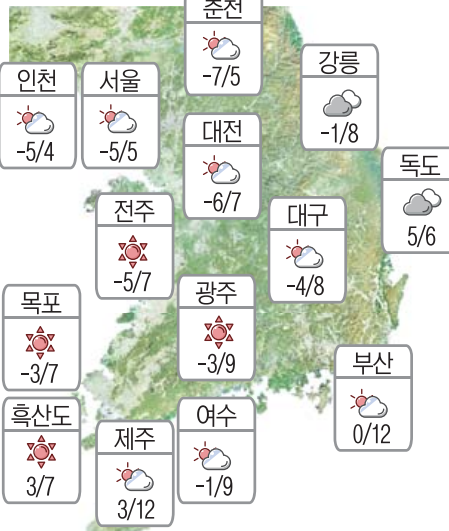 춘천
-7/5
강릉
-1/8
인천
-5/4
서울
-5/5
대전
-6/7
독도
5/6
전주
-5/7
대구
-4/8
광주
-3/9
목포
-3/7
부산
0/12
흑산도
3/7
제주
3/12
여수
-1/9